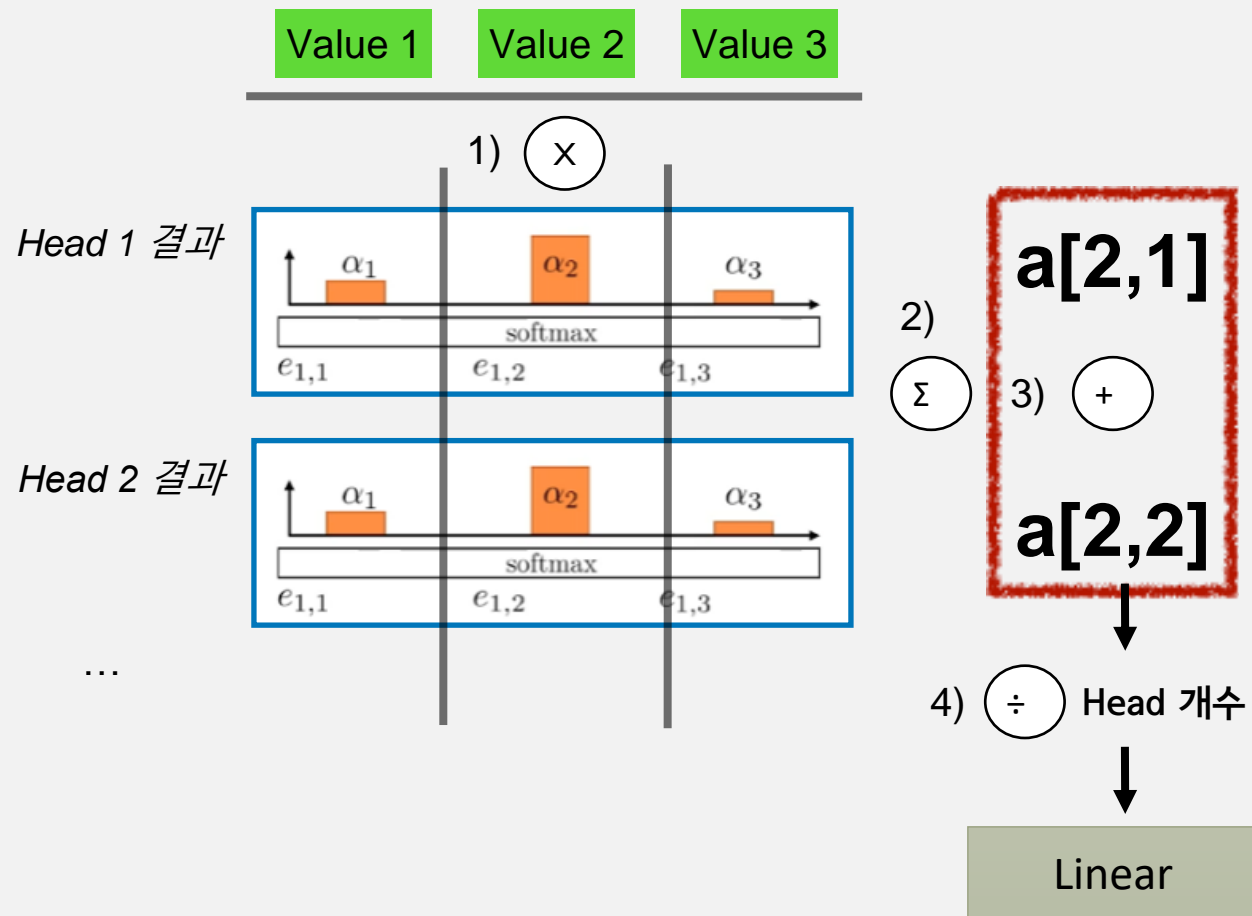 Value 1 Value 2 Value 3
1) X
Head 1 결과
α1 α2 α3
softmax
e1,1 e1,2 e1,3
2)
Σ
a[2,1]
3) +
a[2,2]
Head 2 결과
α1 α2 α3
softmax
e1,1 e1,2 e1,3
…
4) ÷ Head 개수
Linear